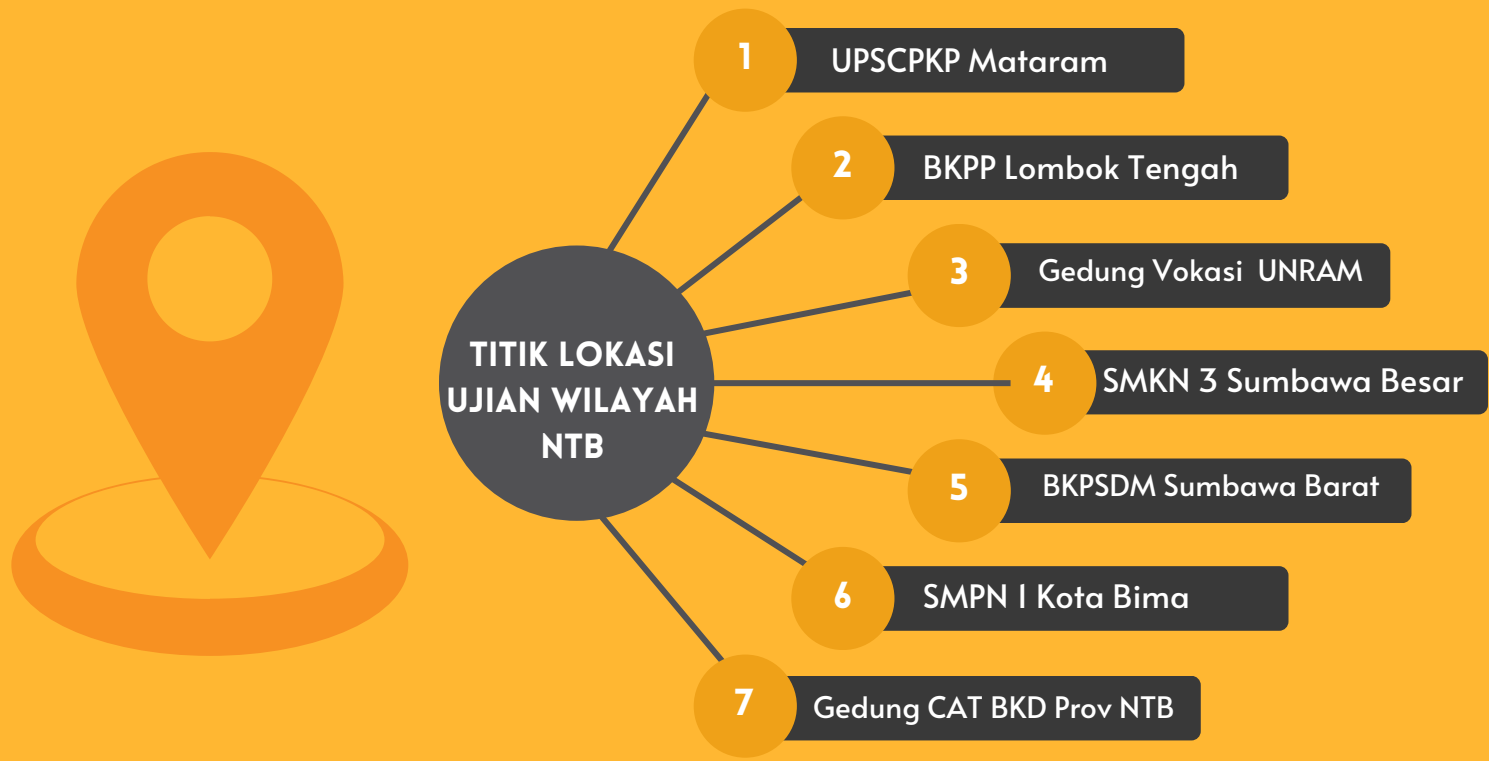 TITIK LOKASI
UJIAN WILAYAH
NTB
1 UPSCPKP Mataram
2 BKPP Lombok Tengah
3 Gedung Vokasi UNRAM
4 SMKN 3 Sumbawa Besar
5 BKPSDM Sumbawa Barat
6 SMPN 1 Kota Bima
7 Gedung CAT BKD Prov NTB